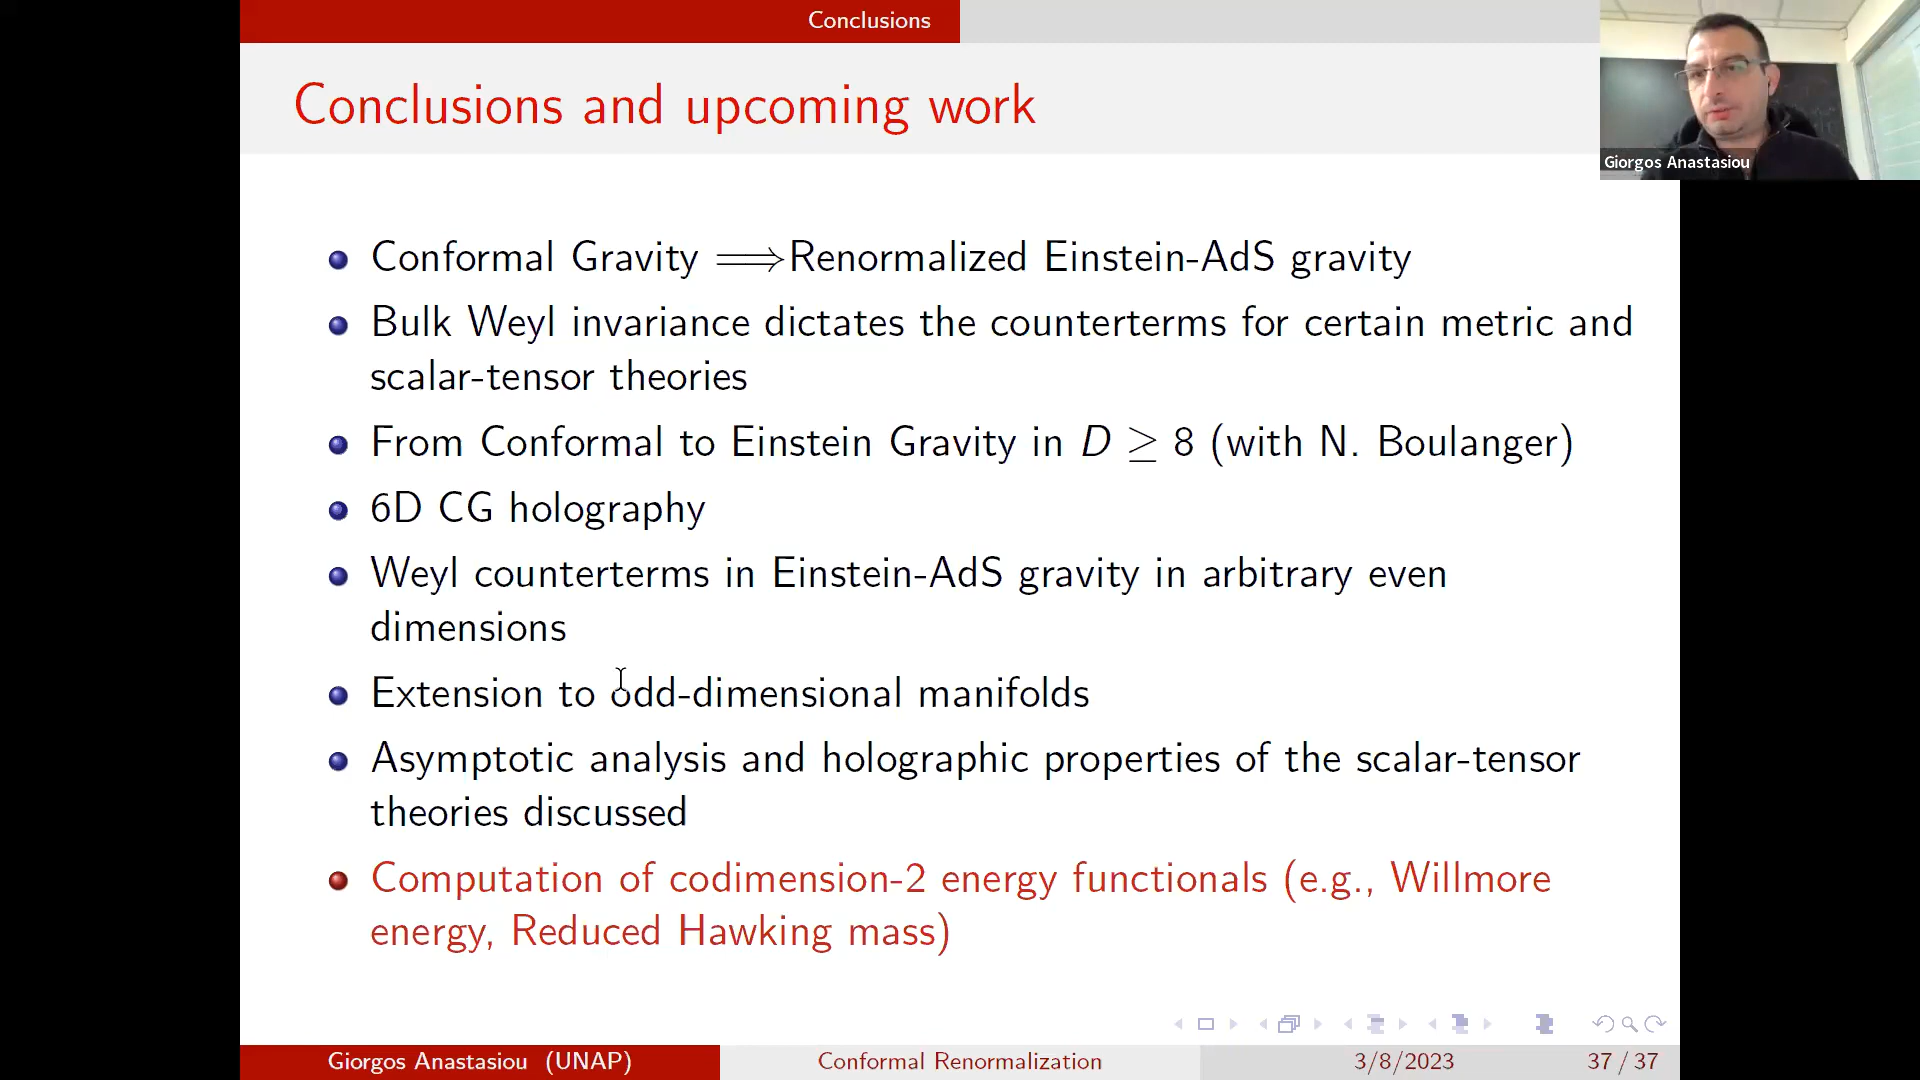 Conclusions
Conclusions and upcoming work
Giorgos Anastasiou
Conformal Gravity ⟹Renormalized Einstein-AdS gravity
Bulk Weyl invariance dictates the counterterms for certain metric and
scalar-tensor theories
From Conformal to Einstein Gravity in D ≥ 8 (with N. Boulanger)
6D CG holography
Weyl counterterms in Einstein-AdS gravity in arbitrary even
dimensions
Extension to odd-dimensional manifolds
Asymptotic analysis and holographic properties of the scalar-tensor
theories discussed
Computation of codimension-2 energy functionals (e.g., Willmore
energy, Reduced Hawking mass)
Giorgos Anastasiou (UNAP)
Conformal Renormalization
3/8/2023
37 / 37